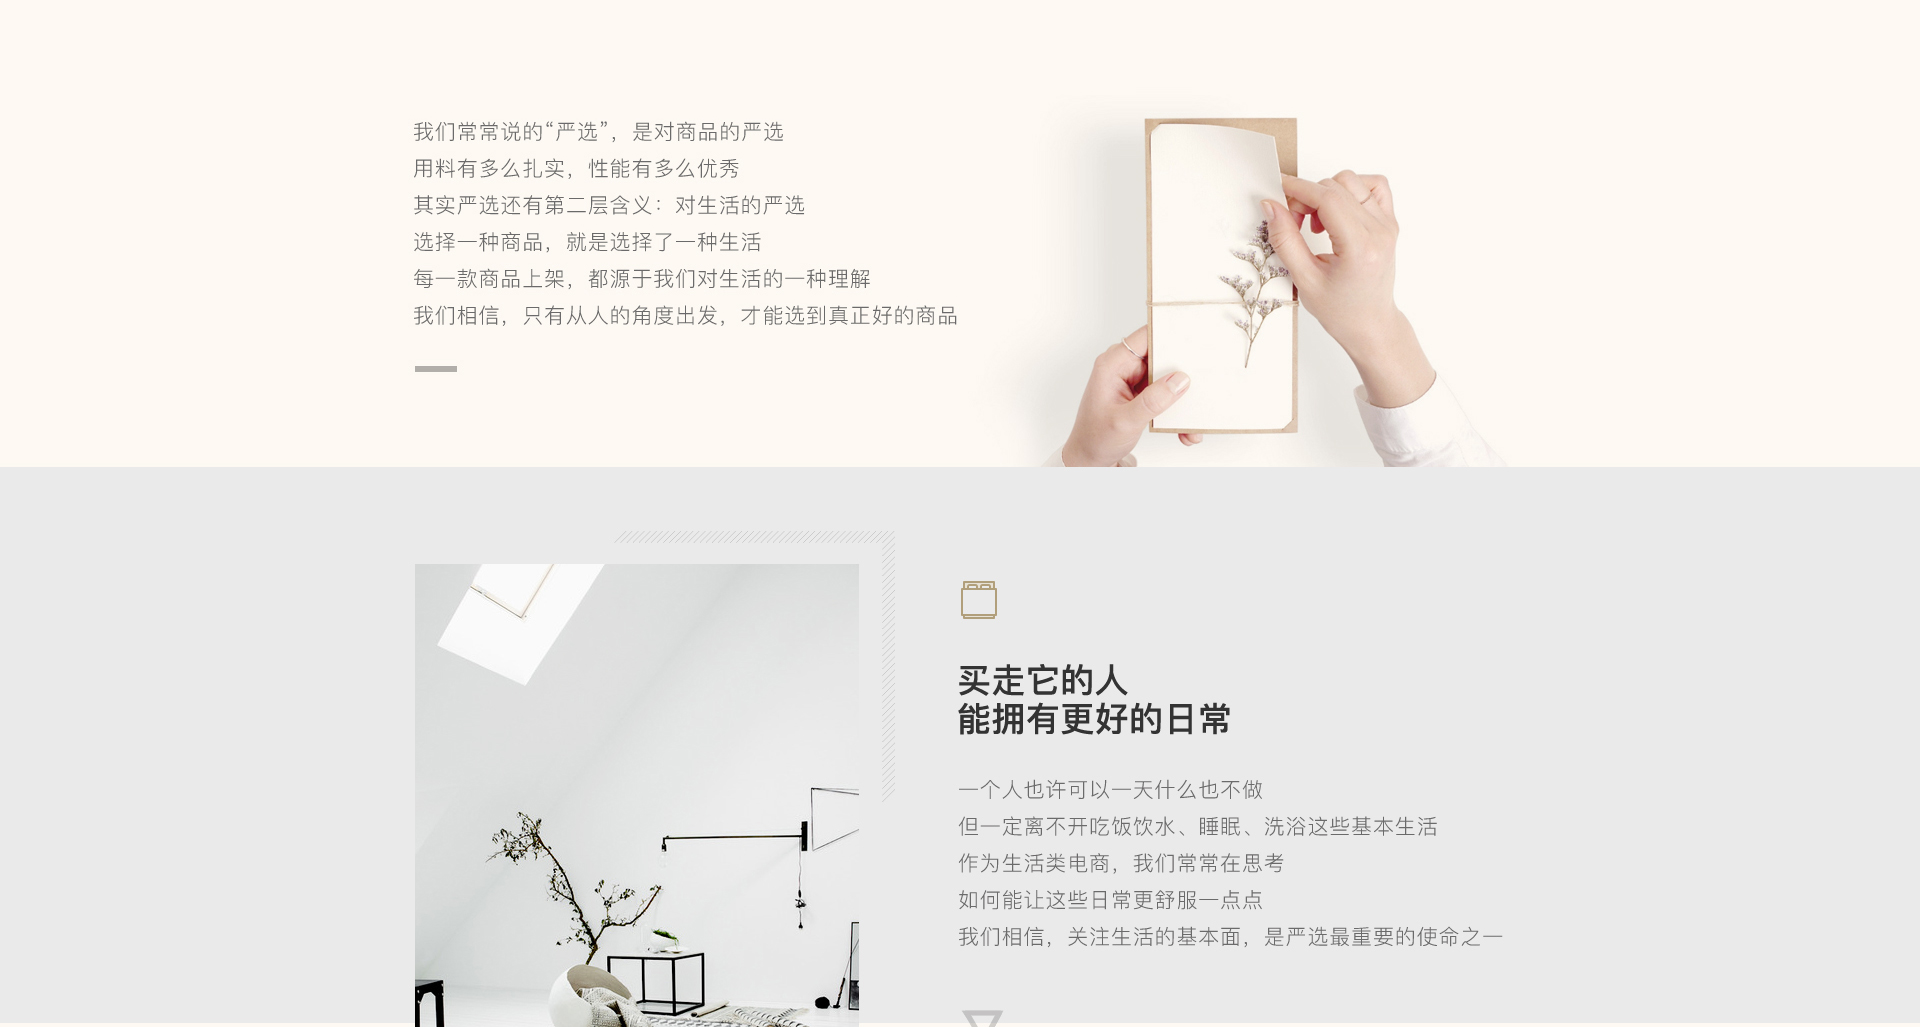 我们常常说的“严选”，是对商品的严选
用料有多么扎实，性能有多么优秀
其实严选还有第二层含义：对生活的严选
选择一种商品，就是选择了一种生活
每一款商品上架，都源于我们对生活的一种理解
我们相信，只有从人的角度出发，才能选到真正好的商品
买走它的人
能拥有更好的日常
一个人也许可以一天什么也不做
但一定离不开吃饭饮水、睡眠、洗浴这些基本生活
作为生活类电商，我们常常在思考
如何能让这些日常更舒服一点点
我们相信，关注生活的基本面，是严选最重要的使命之一